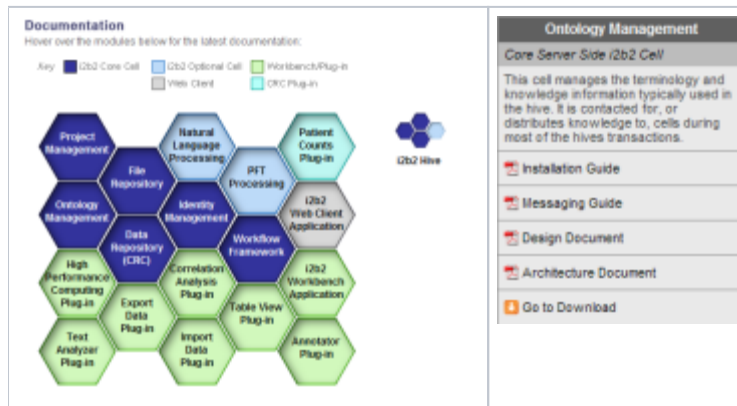 Documentation
Hover over the modules below for the latest documentation:
Key i2b2 Core Cell i2b2 Optional Cell Workbench/Plug-in
Web Client CRC Plug-in
Project
Management
Natural
Language
Processing
Patient
Counts
Plug-in
i2b2 Hive
File
Repository
PFT
Processing
Ontology
Management
Identity
Management
i2b2
Web Client
Application
Data
Repository
(CRC)
Workflow
Framework
High
Performance
Computing
Plug-in
Correlation
Analysis
Plug-in
i2b2
Workbench
Application
Export
Data
Plug-in
Table View
Plug-in
Text
Analyzer
Plug-in
Import
Data
Plug-in
Annotator
Plug-in
Ontology Management
Core Server Side i2b2 Cell
This cell manages the terminology and
knowledge information typically used in
the hive. It is contacted for, or
distributes knowledge to, cells during
most of the hives transactions.
Installation Guide
Messaging Guide
Design Document
Architecture Document
Go to Download